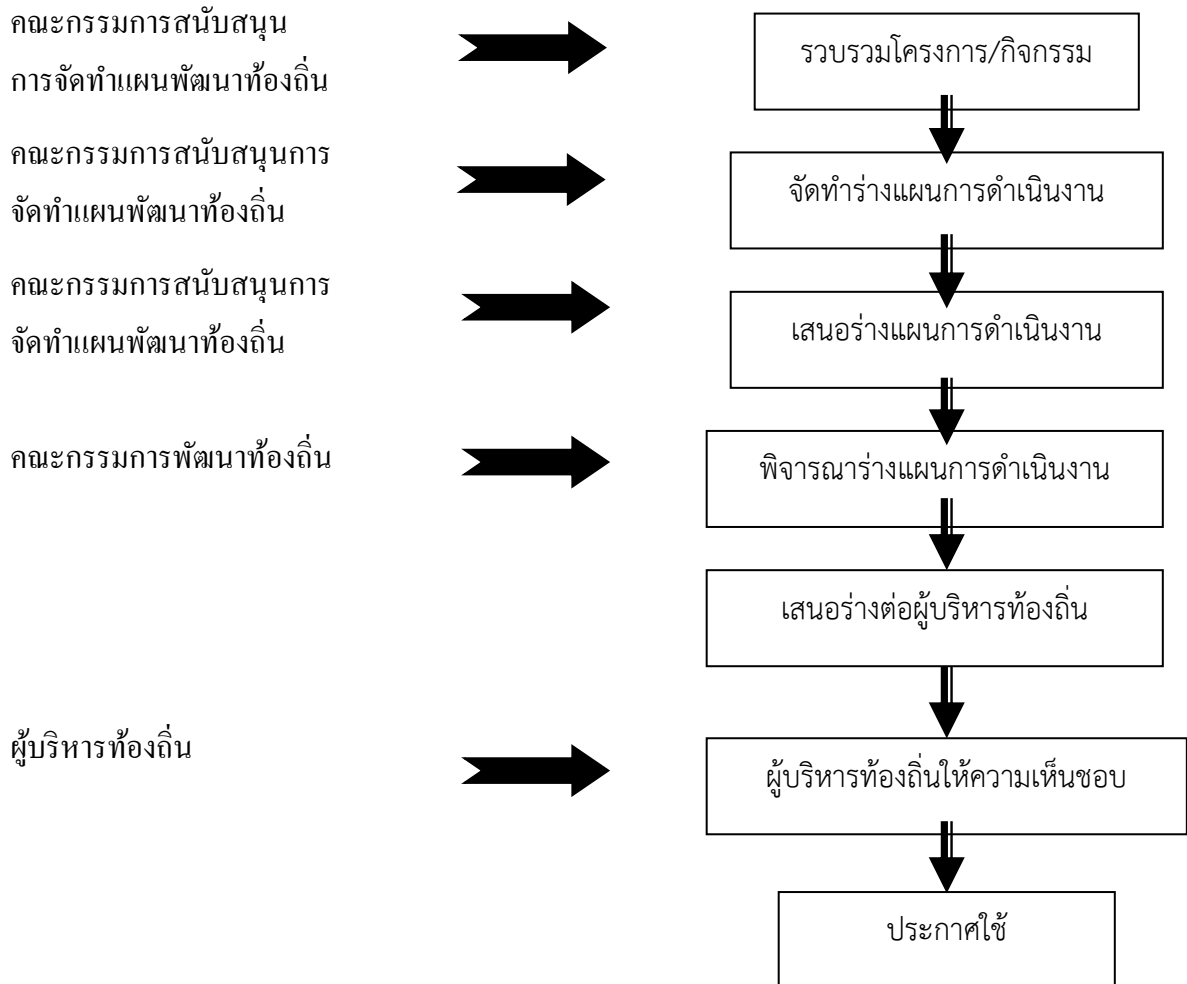 คณะกรรมการสนับสนุน
การจัดทำแผนพัฒนาท้องถิ่น
รวบรวมโครงการ/กิจกรรม
คณะกรรมการสนับสนุนการ
จัดทำแผนพัฒนาท้องถิ่น
จัดทำร่างแผนการดำเนินงาน
คณะกรรมการสนับสนุนการ
จัดทำแผนพัฒนาท้องถิ่น
เสนอร่างแผนการดำเนินงาน
คณะกรรมการพัฒนาท้องถิ่น
พิจารณาร่างแผนการดำเนินงาน
เสนอร่างต่อผู้บริหารท้องถิ่น
ผู้บริหารท้องถิ่น
ผู้บริหารท้องถิ่นให้ความเห็นชอบ
ประกาศใช้